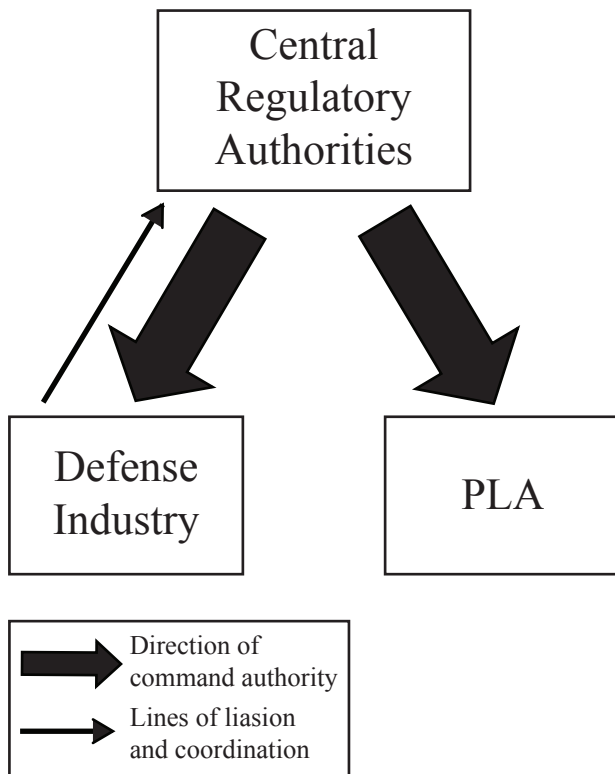 Central
Regulatory
Authorities
Defense
Industry
PLA
Direction of
command authority
Lines of liasion
and coordination